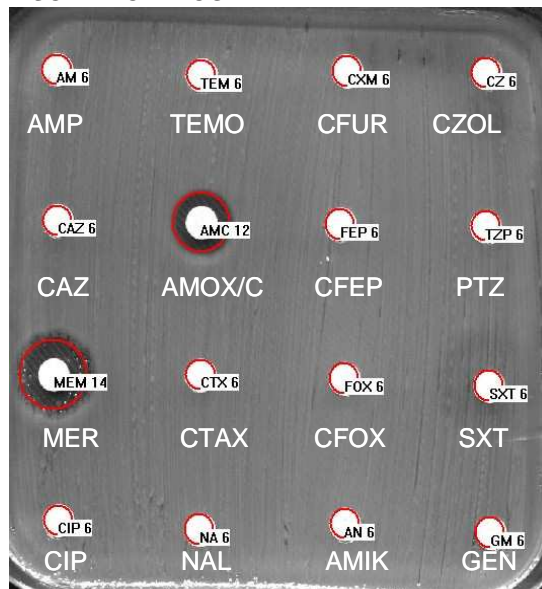 AM 6 TEM 6 CXM 6 CZ 6
AMP TEMO CFUR CZOL
CAZ 6 AMC 12 FEP 6 TZP 6
CAZ AMOX/C CFEP PTZ
MEM 14 CTX 6 FOX 6 SXT 6
MER CTAX CFOX SXT
CIP 6 NA 6 AN 6 GM 6
CIP NAL AMIK GEN